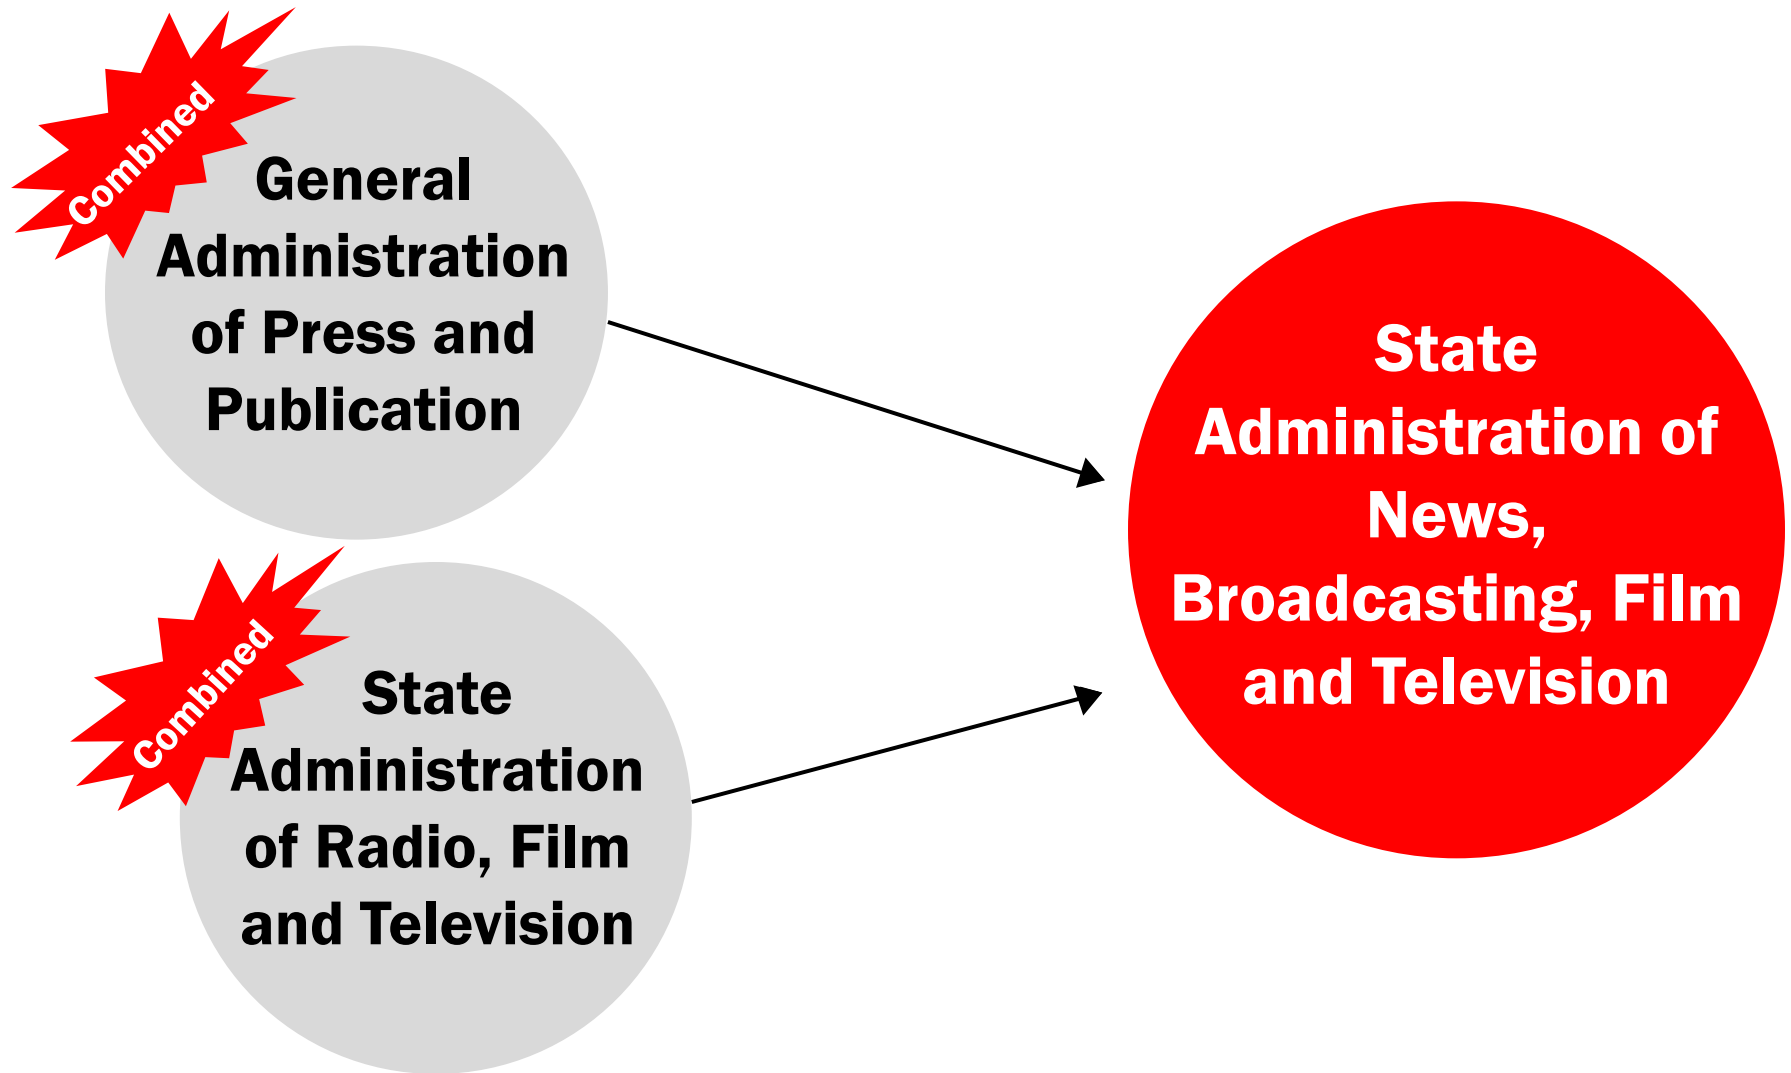 Combined
General
Administration
of Press and
Publication
Combined
State
Administration
of Radio, Film
and Television
State
Administration of
News,
Broadcasting, Film
and Television